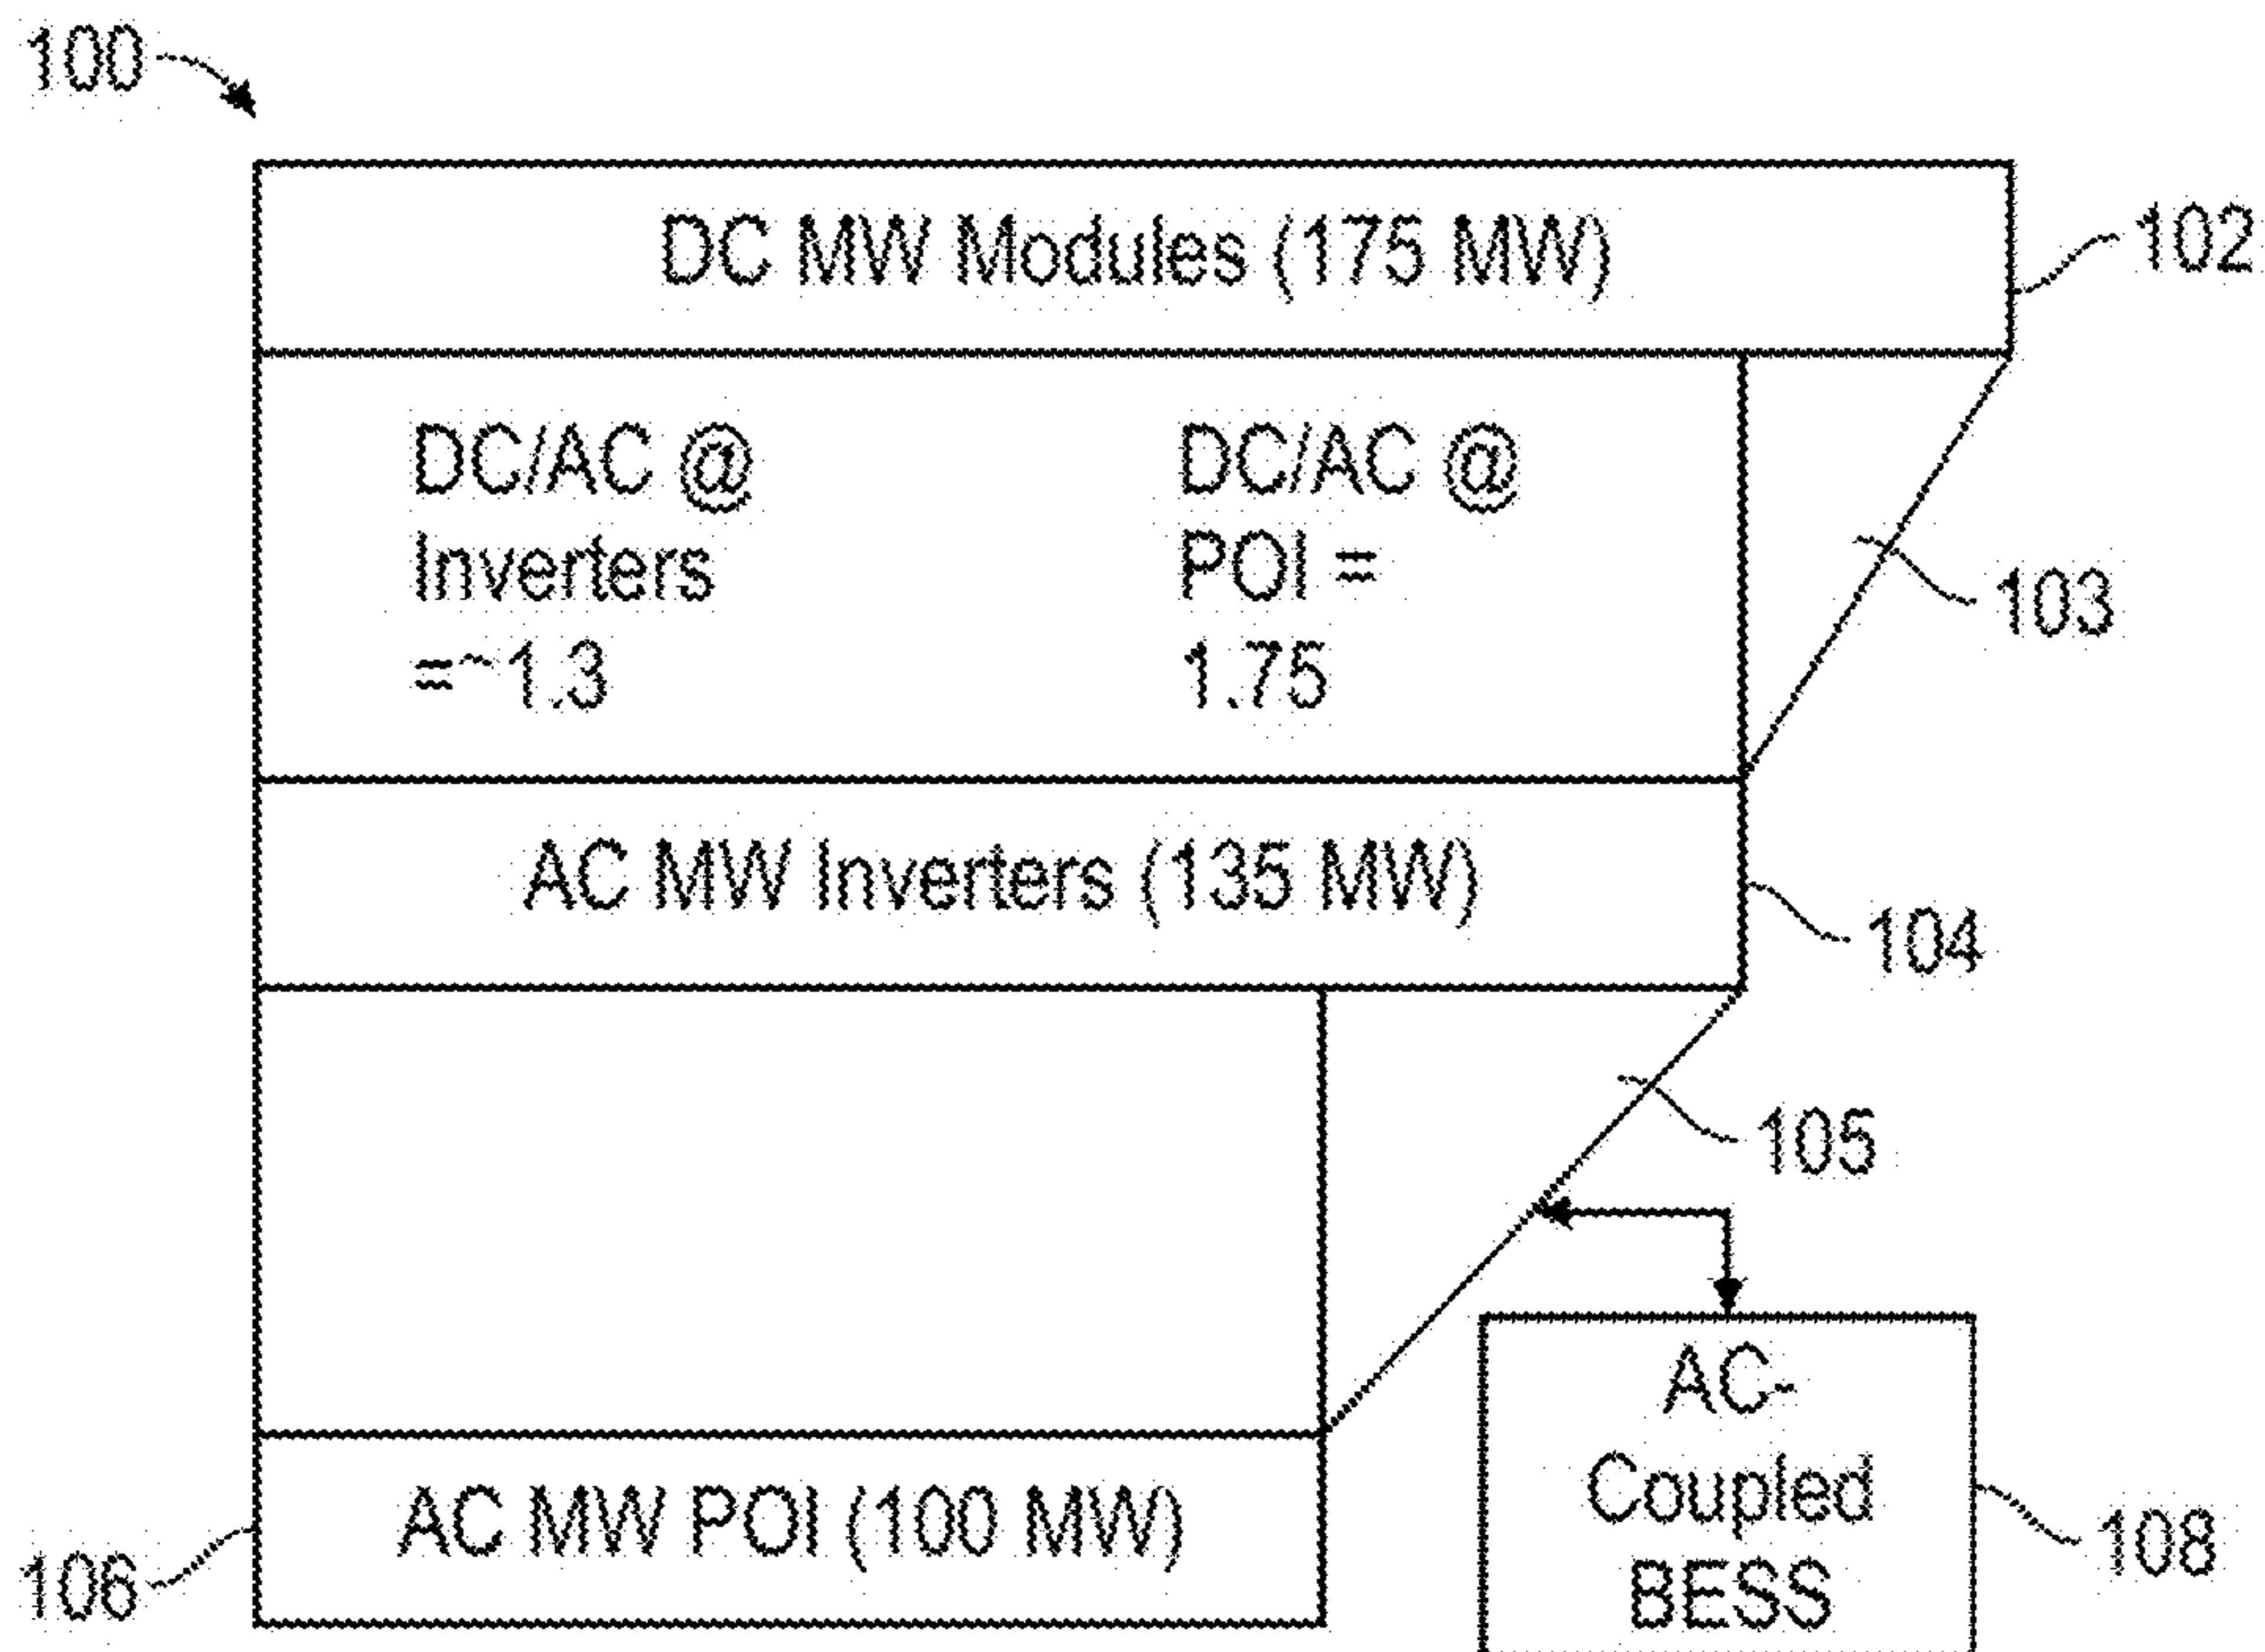 100
DC MW Modules (175 MW)
102
DC/AC @
Inverters
=~1.3
DC/AC @
POI =
1.75
103
AC MW Inverters (135 MW)
104
105
AC MW POI (100 MW)
106
AC-
Coupled
BESS
108